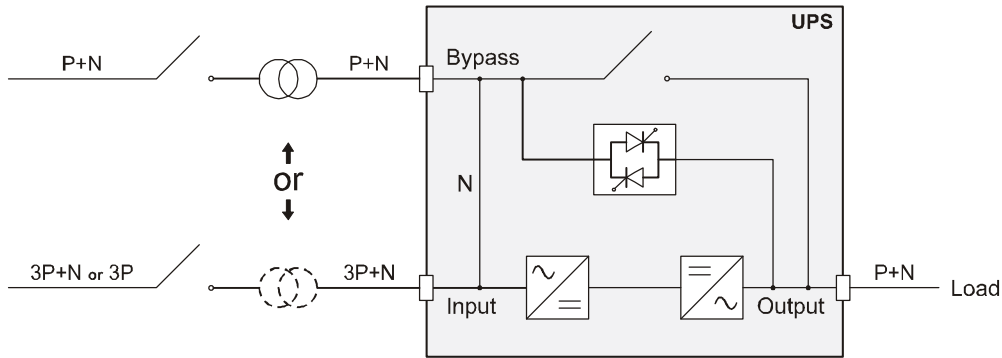 UPS
P+N
P+N
Bypass
or
N
3P+N or 3P
3P+N
Input
Output
P+N
Load